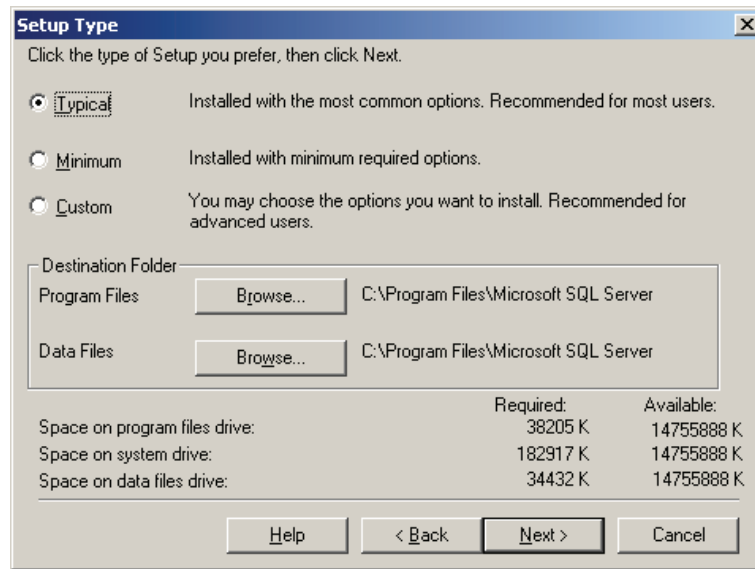 Setup Type
Click the type of Setup you prefer, then click Next.
Typical Installed with the most common options. Recommended for most users.
Minimum Installed with minimum required options.
Custom You may choose the options you want to install. Recommended for
advanced users.
Destination Folder
Program Files Browse... C:\Program Files\Microsoft SQL Server
Data Files Browse... C:\Program Files\Microsoft SQL Server
Required: Available:
Space on program files drive: 38205 K 14755888 K
Space on system drive: 182917 K 14755888 K
Space on data files drive: 34432 K 14755888 K
Help < Back Next > Cancel